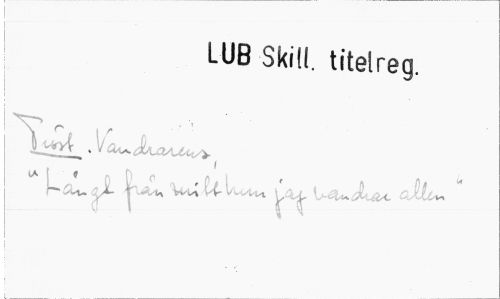 LUB Skill. titelreg.
Tröst. Vandrarens,
"Långt från mitt hem jag vandrar allen"